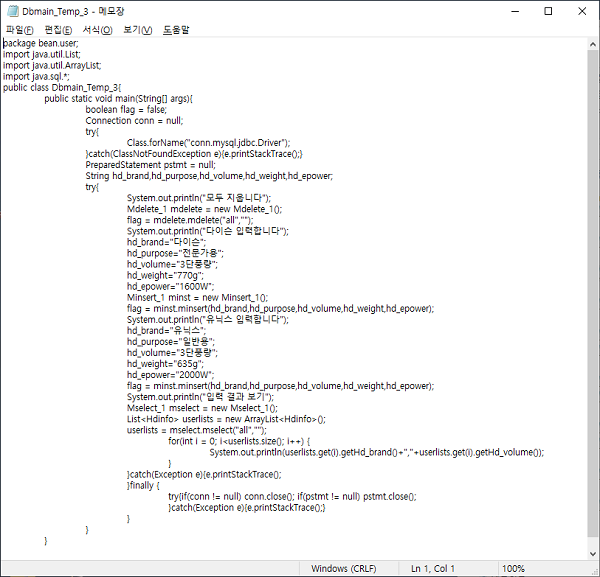 Dbmain_Temp_3 - 메모장
파일(F) 편집(E) 서식(O) 보기(V) 도움말
package bean.user;
import java.util.List;
import java.util.ArrayList;
import java.sql.*;
public class Dbmain_Temp_3{
public static void main(String[] args){
boolean flag = false;
Connection conn = null;
try{
Class.forName("conn.mysql.jdbc.Driver");
}catch(ClassNotFoundException e){e.printStackTrace();}
PreparedStatement pstmt = null;
String hd_brand,hd_purpose,hd_volume,hd_weight,hd_epower;
try{
System.out.println("모두 지웁니다");
Mdelete_1 mdelete = new Mdelete_1();
flag = mdelete.mdelete("all","");
System.out.println("다이슨 입력합니다");
hd_brand="다이슨";
hd_purpose="전문가용";
hd_volume="3단풍량";
hd_weight="770g";
hd_epower="1600W";
Minsert_1 minst = new Minsert_1();
flag = minst.minsert(hd_brand,hd_purpose,hd_volume,hd_weight,hd_epower);
System.out.println("유닉스 입력합니다");
hd_brand="유닉스";
hd_purpose="일반용";
hd_volume="3단풍량";
hd_weight="635g";
hd_epower="2000W";
flag = minst.minsert(hd_brand,hd_purpose,hd_volume,hd_weight,hd_epower);
System.out.println("입력 결과 보기");
Mselect_1 mselect = new Mselect_1();
List<Hdinfo> userlists = new ArrayList<Hdinfo>();
userlists = mselect.mselect("all","");
for(int i = 0; i<userlists.size(); i++) {
System.out.println(userlists.get(i).getHd_brand()+","+userlists.get(i).getHd_volume());
}
}catch(Exception e){e.printStackTrace();
}finally {
try{if(conn != null) conn.close(); if(pstmt != null) pstmt.close();
}catch(Exception e){e.printStackTrace();}
}
}
}
Windows (CRLF) Ln 1, Col 1 100%